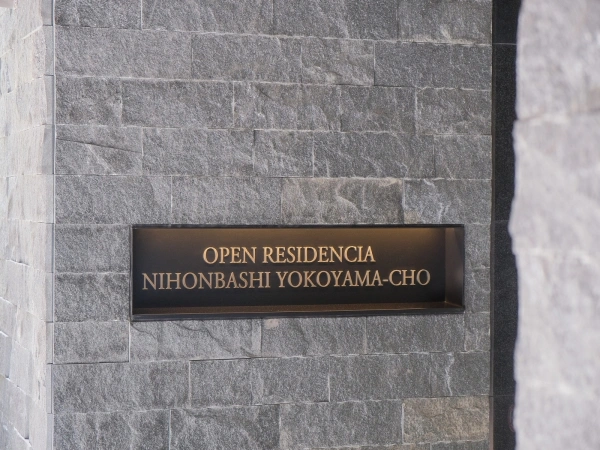 OPEN RESIDENCIA
NIHONBASHI YOKOYAMA-CHO